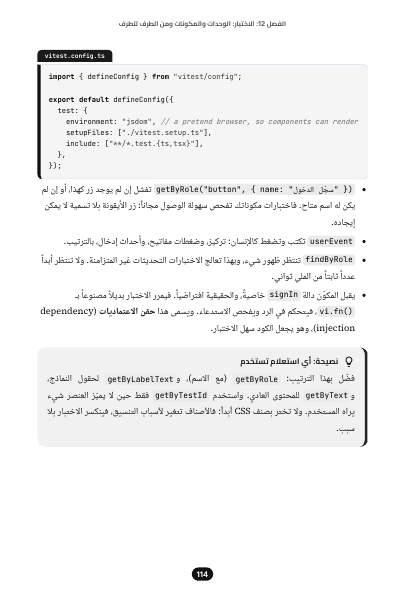 الفصل 12: الاختبار: الوحدات والمكونات ومن الطرف للطرف
vitest.config.ts
import { defineConfig } from "vitest/config";
export default defineConfig({
test: {
environment: "jsdom", // a pretend browser, so components can render
setupFiles: ["./vitest.setup.ts"],
include: ["**/*.test.{ts,tsx}"],
},
});
• getByRole("button", { name: "سجّل الدخول" }) تفشل إن لم يوجد زر كهذا، أو إن لم
يكن له اسم متاح. فاختبارات مكوناتك تفحص سهولة الوصول مجاناً: زر الأيقونة بلا تسمية لا يمكن
إيجاده.
• userEvent تكتب وتضغط كالإنسان: تركيز، وضغطات مفاتيح، وأحداث إدخال، بالترتيب.
• findByRole تنتظر ظهور شيء، وبهذا تعالج الاختبارات التحديثات غير المتزامنة. ولا تنتظر أبداً
عدداً ثابتاً من الملي ثواني.
• يقبل المكوّن دالة signIn خاصيةً، والحقيقية افتراضياً. فيمرر الاختبار بديلاً مصنوعاً بـ
vi.fn()، فيتحكم في الرد ويفحص الاستدعاء. ويسمى هذا حقن الاعتماديات (dependency
injection)، وهو يجعل الكود سهل الاختبار.
نصيحة: أي استعلام تستخدم
فضّل بهذا الترتيب: getByRole (مع الاسم)، و getByLabelText لحقول النماذج،
و getByText للمحتوى العادي. واستخدم getByTestId فقط حين لا يميّز العنصر شيء
يراه المستخدم. ولا تختر بصنف CSS أبداً: فالأصناف تتغير لأسباب التنسيق، فينكسر الاختبار بلا
سبب.
114